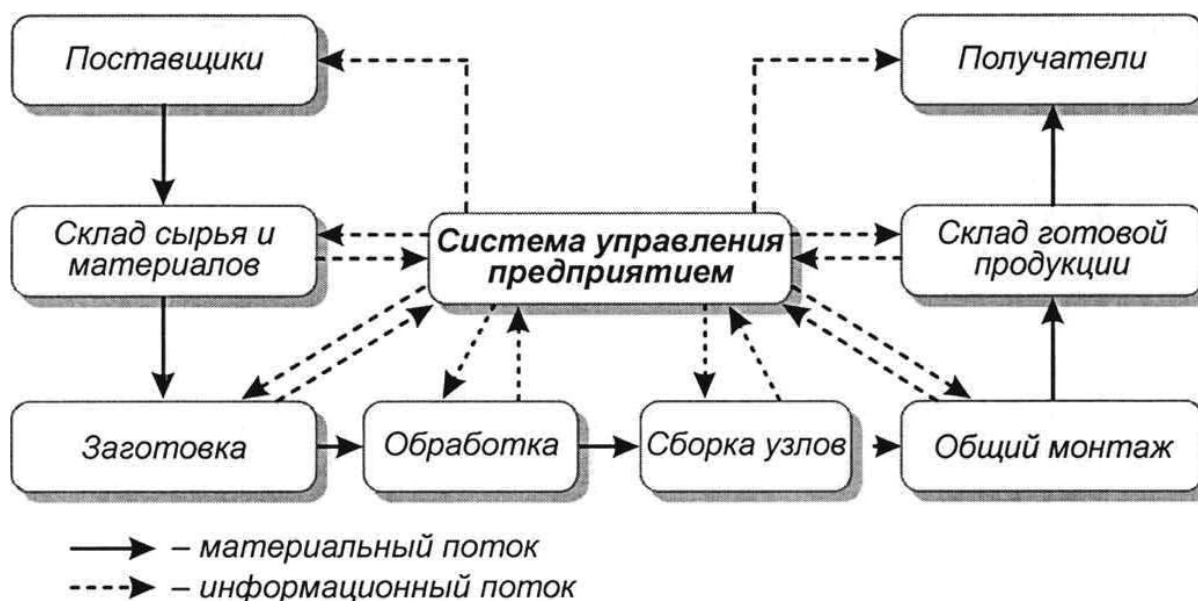 Поставщики
Получатели
Склад сырья и
материалов
Система управления
предприятием
Склад готовой
продукции
Заготовка
Обработка
Сборка узлов
Общий монтаж
– материальный поток
– информационный поток